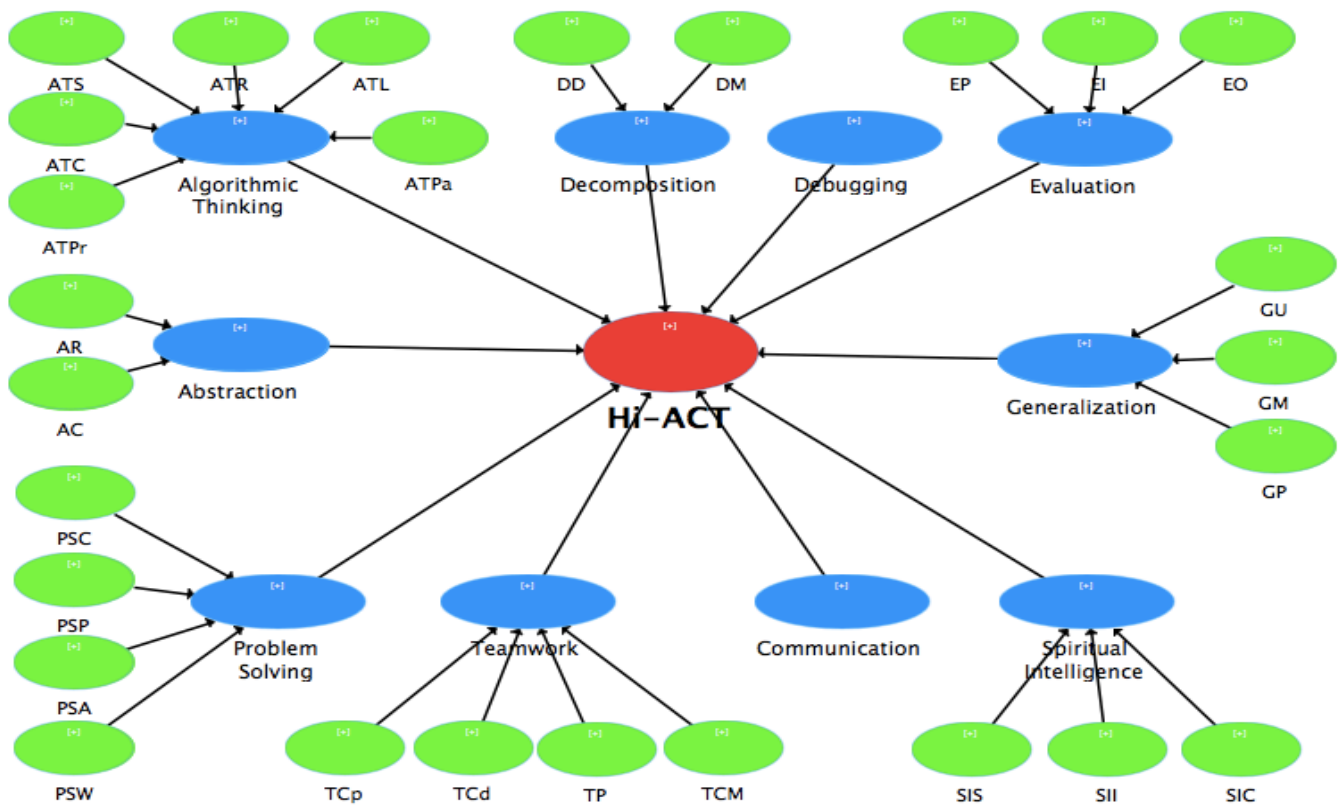 [+] [+] [+] [+] [+] [+] [+] [+]
ATS ATR ATL DD DM EP EI EO
[+] [+] [+] [+] [+] [+]
ATC ATPa
Algorithmic
Thinking
Decomposition
Debugging
Evaluation
[+]
ATPr
[+]
GU
[+]
AR
[+]
Abstraction
[+]
AC
[+]
Hi-ACT
[+]
Generalization
[+]
GM
[+]
GP
[+]
PSC
[+]
PSP
[+]
PSA
[+]
PSW
[+]
Problem
Solving
[+]
Teamwork
[+]
Communication
[+]
Spiritual
Intelligence
[+] [+] [+] [+] [+] [+] [+]
TCp TCd TP TCM SIS SII SIC